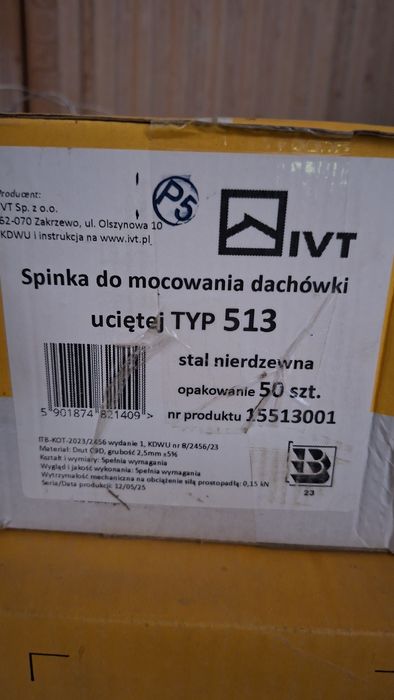 Producent:
IVT Sp. z o.o.
62-070 Zakrzewo, ul. Olszynowa 10
KDWU i instrukcja na www.ivt.pl
P5
IVT
Spinka do mocowania dachówki
uciętej TYP 513
stal nierdzewna
opakowanie 50 szt.
nr produktu 15513001
5 901874 821409 >
ITB-KOT-2023/2456 wydanie 1, KDWU nr B/2456/23
Materiał: Drut C9D, grubość 2,5mm ±5%
Kształt i wymiary: Spełnia wymagania
Wygląd i jakość wykonania: Spełnia wymagania
Wytrzymałość mechaniczna na obciążenie siłą prostopadłą: 0,15 kN
Seria/Data produkcji: 12/05/25
B
23